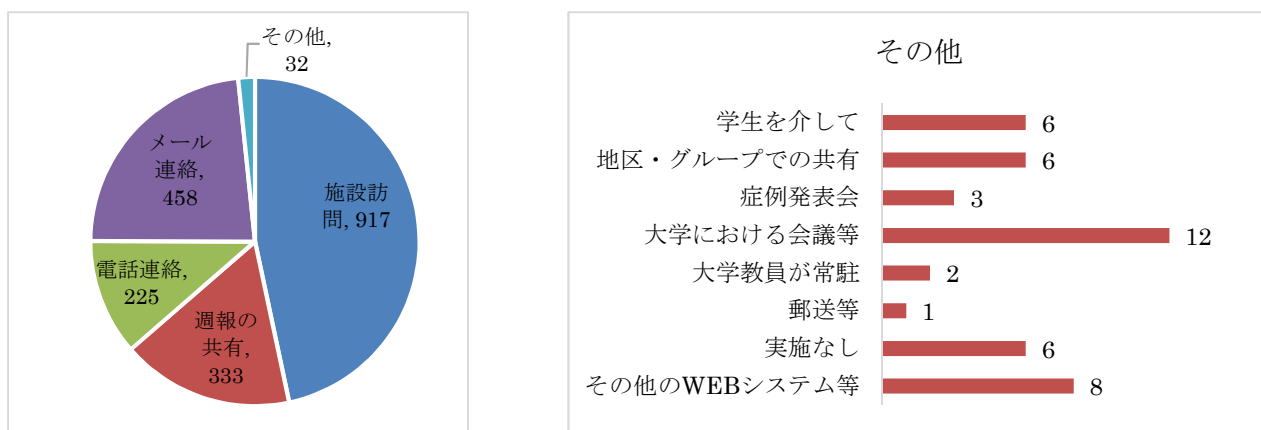 その他,
32
メール
連絡,
458
施設訪
問, 917
電話連絡,
225
週報の
共有,
333
その他
学生を介して 6
地区・グループでの共有 6
症例発表会 3
大学における会議等 12
大学教員が常駐 2
郵送等 1
実施なし 6
その他のWEBシステム等 8